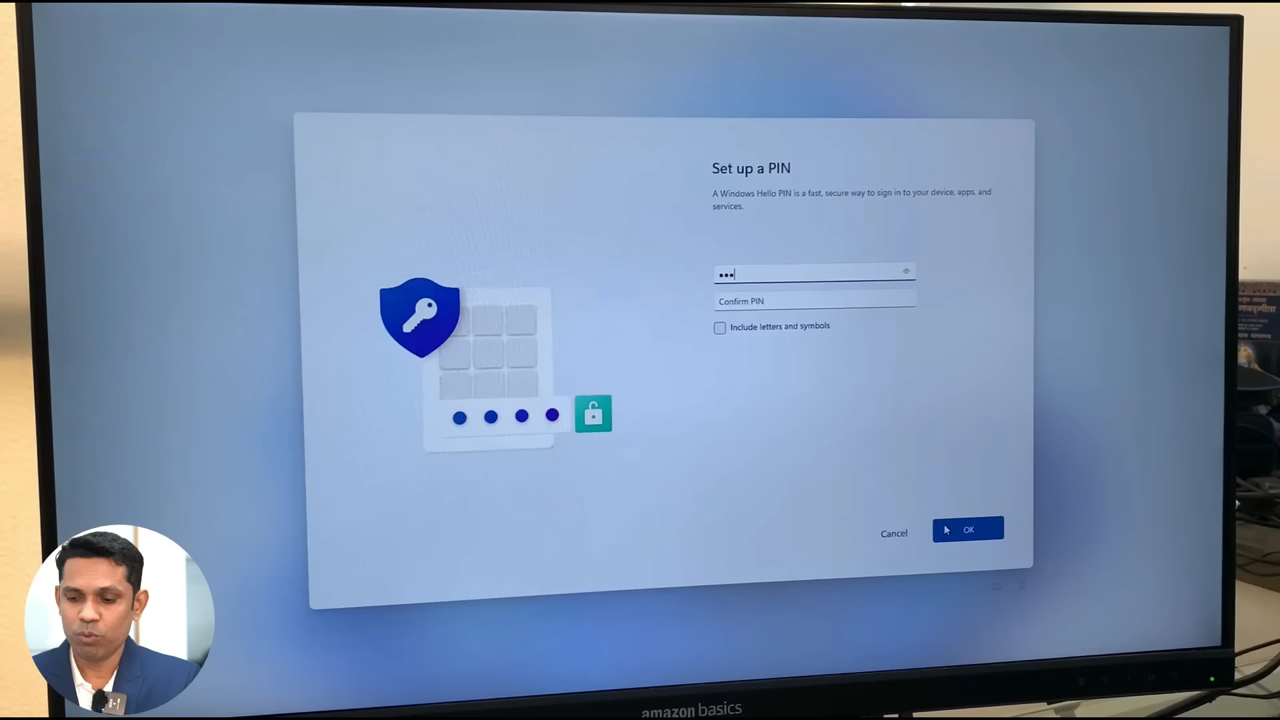 Set up a PIN
A Windows Hello PIN is a fast, secure way to sign in to your device, apps, and
services.
Confirm PIN
Include letters and symbols
Cancel
OK
amazon basics